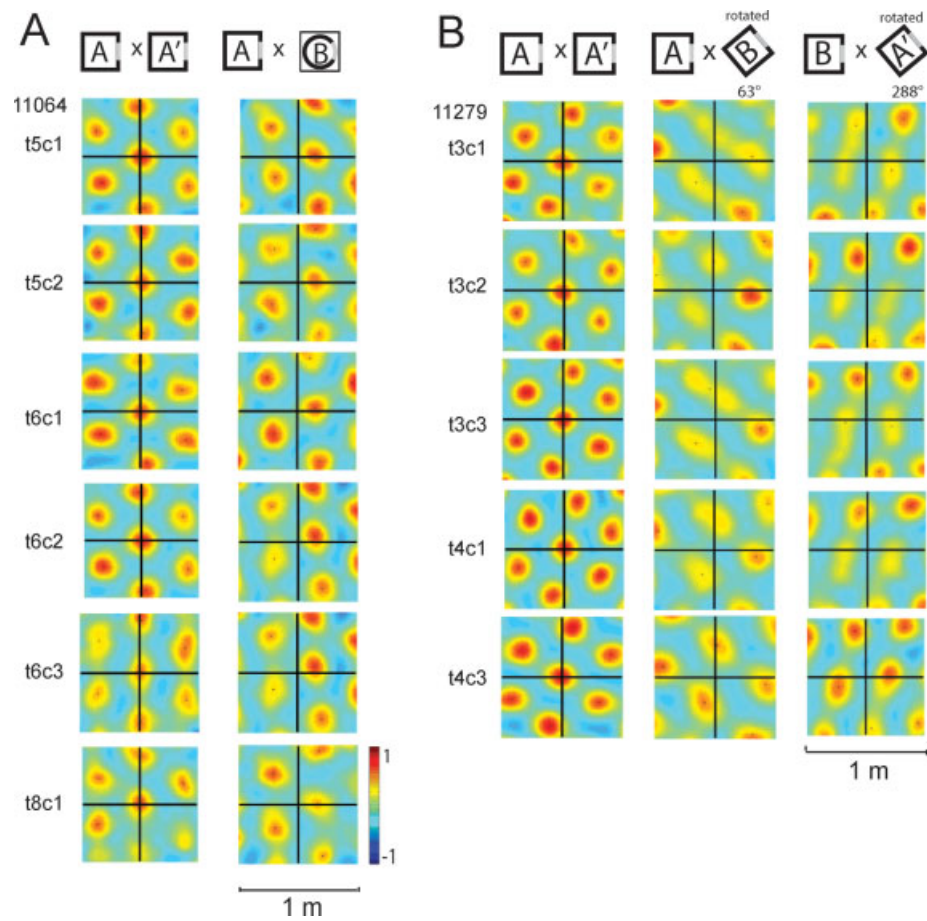 A
A x A'
A x B
11064
t5c1
t5c2
t6c1
t6c2
t6c3
t8c1
1
-1
1 m
B
A x A'
rotated
A x B
63°
rotated
B x A'
288°
11279
t3c1
t3c2
t3c3
t4c1
t4c3
1 m